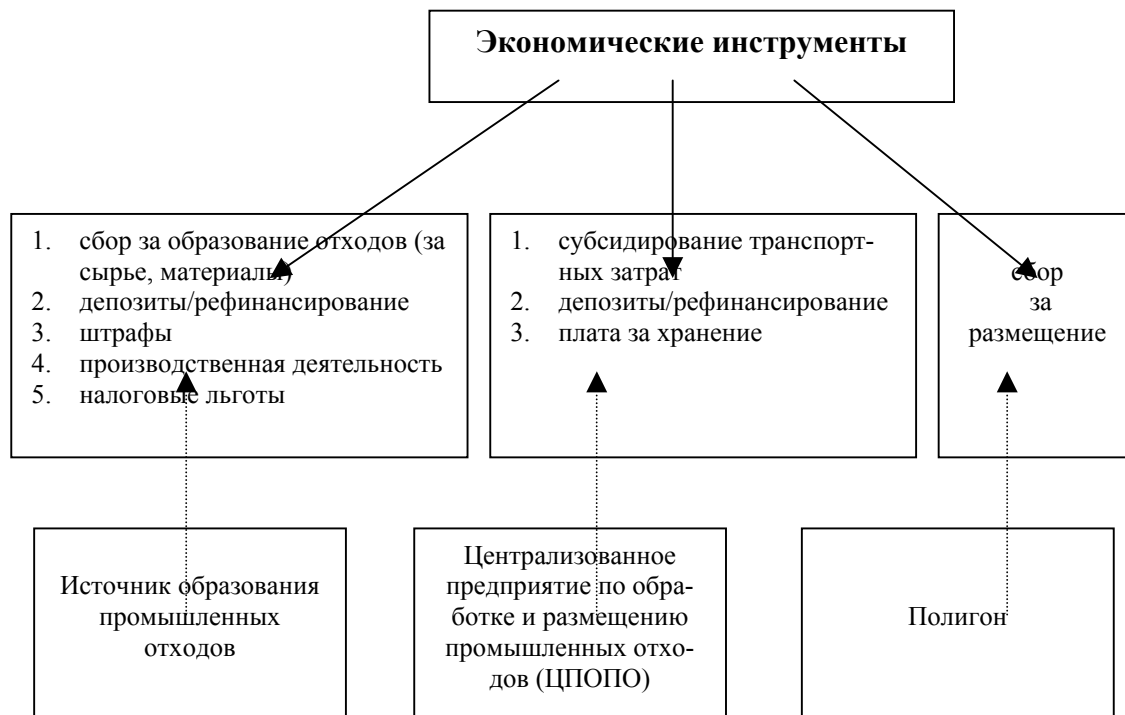 Экономические инструменты
1. сбор за образование отходов (за
сырье, материалы)
2. депозиты/рефинансирование
3. штрафы
4. производственная деятельность
5. налоговые льготы
1. субсидирование транспорт-
ных затрат
2. депозиты/рефинансирование
3. плата за хранение
сбор
за
размещение
Источник образования
промышленных
отходов
Централизованное
предприятие по обра-
ботке и размещению
промышленных отхо-
дов (ЦПОПО)
Полигон